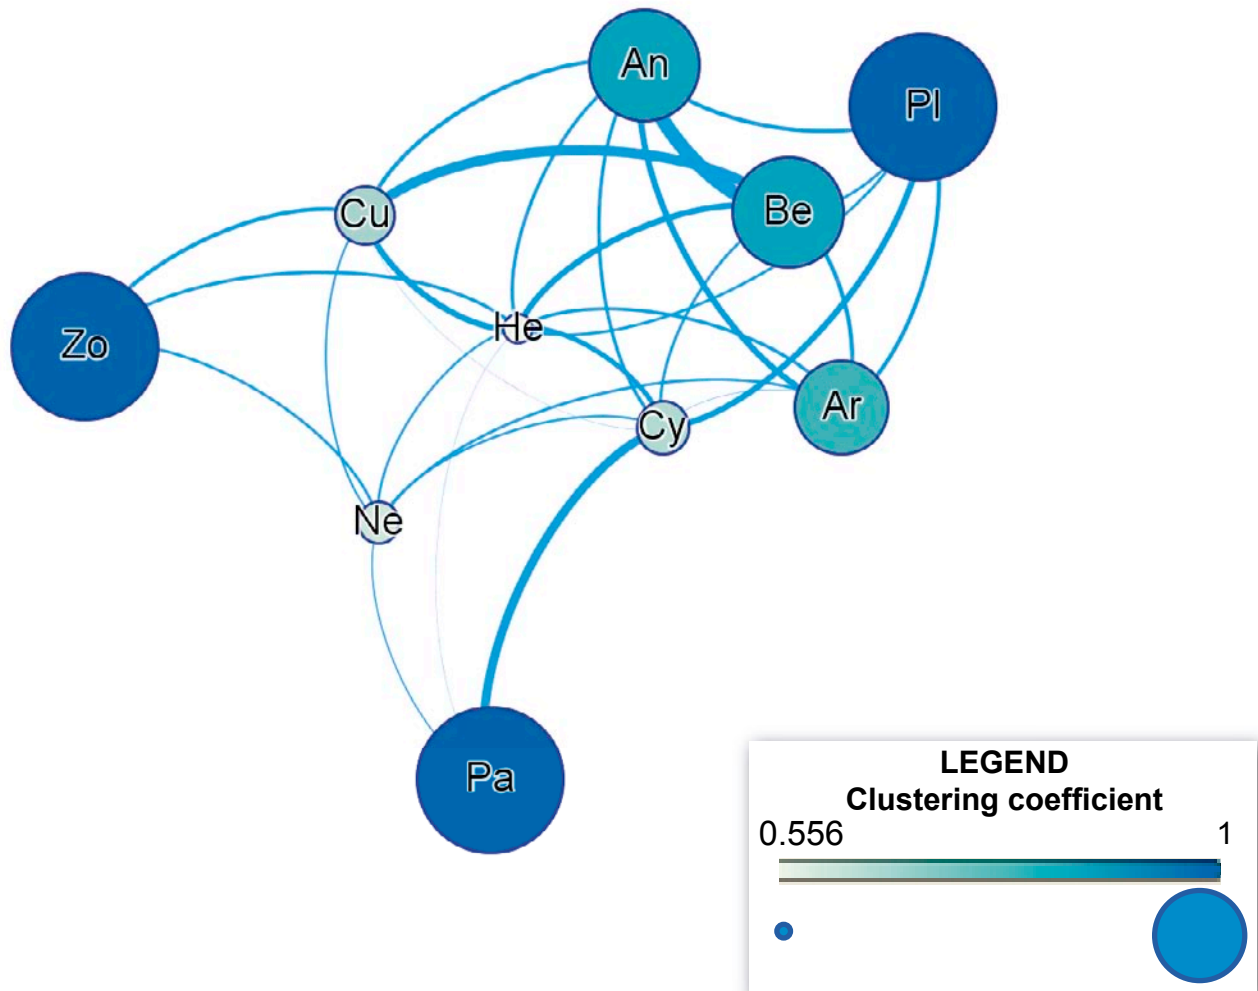 An
Pl
Cu
Be
Zo
He
Ar
Cy
Ne
Pa
LEGEND
Clustering coefficient
0.556 1